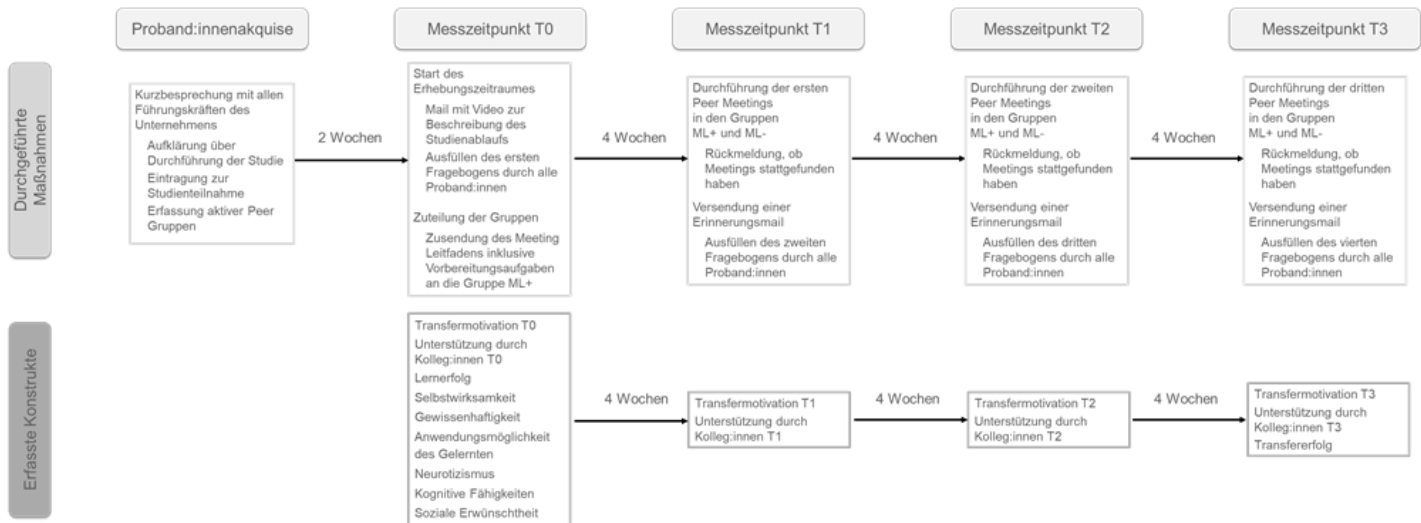 Proband:innenakquise
Messzeitpunkt T0
Messzeitpunkt T1
Messzeitpunkt T2
Messzeitpunkt T3
Durchgeführte
Maßnahmen
Kurzbesprechung mit allen
Führungskräften des
Unternehmens
Aufklärung über
Durchführung der Studie
Eintragung zur
Studienteilnahme
Erfassung aktiver Peer
Gruppen
2 Wochen
Start des
Erhebungszeitraumes
Mail mit Video zur
Beschreibung des
Studienablaufs
Ausfüllen des ersten
Fragebogens durch alle
Proband:innen
Zuteilung der Gruppen
Zusendung des Meeting
Leitfadens inklusive
Vorbereitungsaufgaben
an die Gruppe ML+
4 Wochen
Durchführung der ersten
Peer Meetings
in den Gruppen
ML+ und ML-
Rückmeldung, ob
Meetings stattgefunden
haben
Versendung einer
Erinnerungsmail
Ausfüllen des zweiten
Fragebogens durch alle
Proband:innen
4 Wochen
Durchführung der zweiten
Peer Meetings
in den Gruppen
ML+ und ML-
Rückmeldung, ob
Meetings stattgefunden
haben
Versendung einer
Erinnerungsmail
Ausfüllen des dritten
Fragebogens durch alle
Proband:innen
4 Wochen
Durchführung der dritten
Peer Meetings
in den Gruppen
ML+ und ML-
Rückmeldung, ob
Meetings stattgefunden
haben
Versendung einer
Erinnerungsmail
Ausfüllen des vierten
Fragebogens durch alle
Proband:innen
Erfasste Konstrukte
Transfermotivation T0
Unterstützung durch
Kolleg:innen T0
Lernerfolg
Selbstwirksamkeit
Gewissenhaftigkeit
Anwendungsmöglichkeit
des Gelernten
Neurotizismus
Kognitive Fähigkeiten
Soziale Erwünschtheit
4 Wochen
Transfermotivation T1
Unterstützung durch
Kolleg:innen T1
4 Wochen
Transfermotivation T2
Unterstützung durch
Kolleg:innen T2
4 Wochen
Transfermotivation T3
Unterstützung durch
Kolleg:innen T3
Transfererfolg